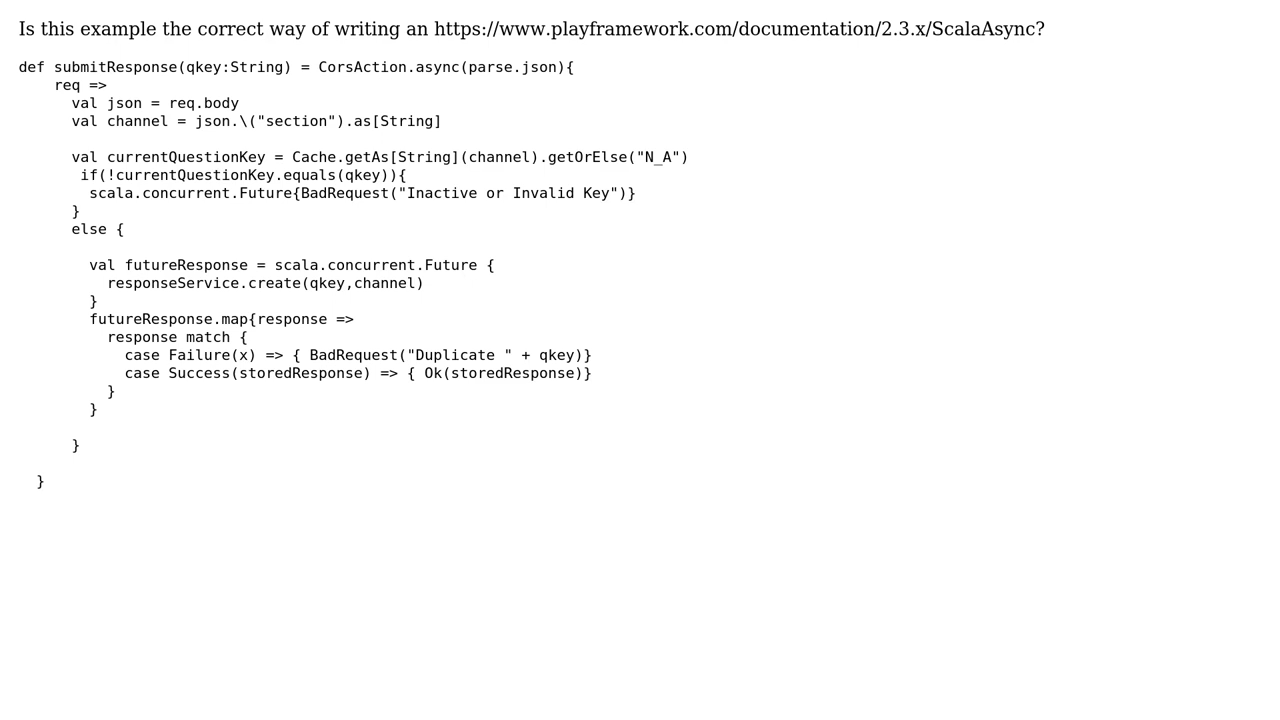 Is this example the correct way of writing an https://www.playframework.com/documentation/2.3.x/ScalaAsync?
def submitResponse(qkey:String) = CorsAction.async(parse.json){
    req =>
      val json = req.body
      val channel = json.\("section").as[String]

      val currentQuestionKey = Cache.getAs[String](channel).getOrElse("N_A")
       if(!currentQuestionKey.equals(qkey)){
        scala.concurrent.Future{BadRequest("Inactive or Invalid Key")}
      }
      else {

        val futureResponse = scala.concurrent.Future {
          responseService.create(qkey,channel)
        }
        futureResponse.map{response =>
          response match {
            case Failure(x) => { BadRequest("Duplicate " + qkey)}
            case Success(storedResponse) => { Ok(storedResponse)}
          }
        }

      }

  }